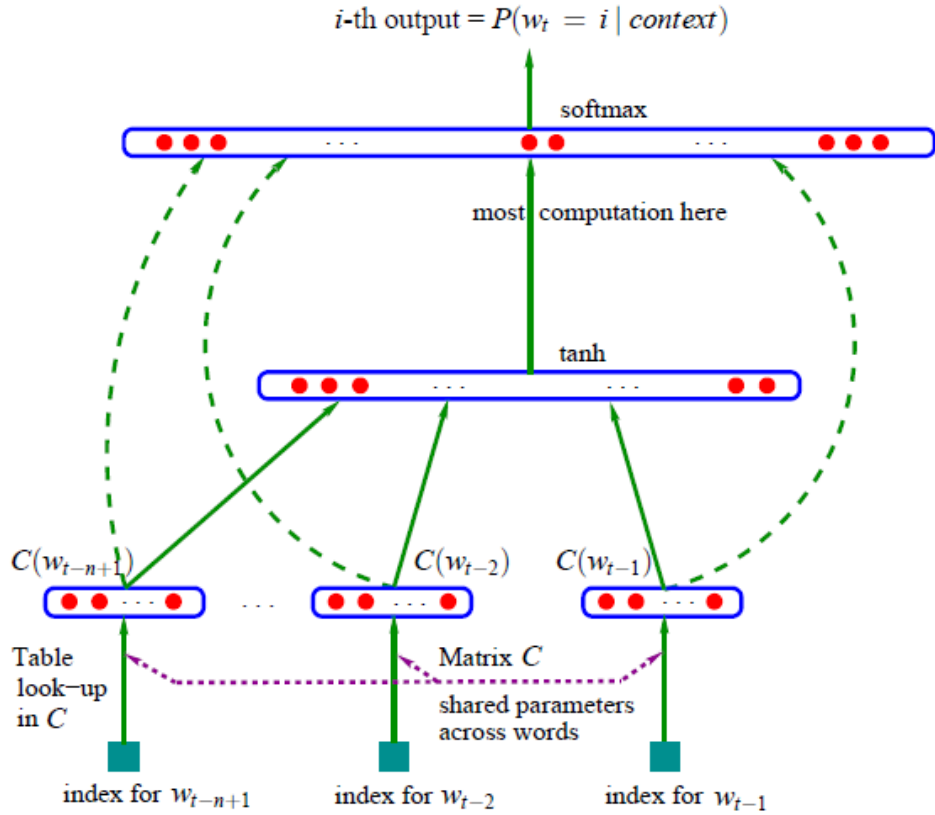 i-th output = P(w_t = i | context)
softmax
. . .
. . .
most computation here
tanh
. . .
. . .
C(w_{t−n+1})
C(w_{t−2})
C(w_{t−1})
. . .
. . .
. . .
. . .
Table
look−up
in C
Matrix C
shared parameters
across words
index for w_{t−n+1}
index for w_{t−2}
index for w_{t−1}